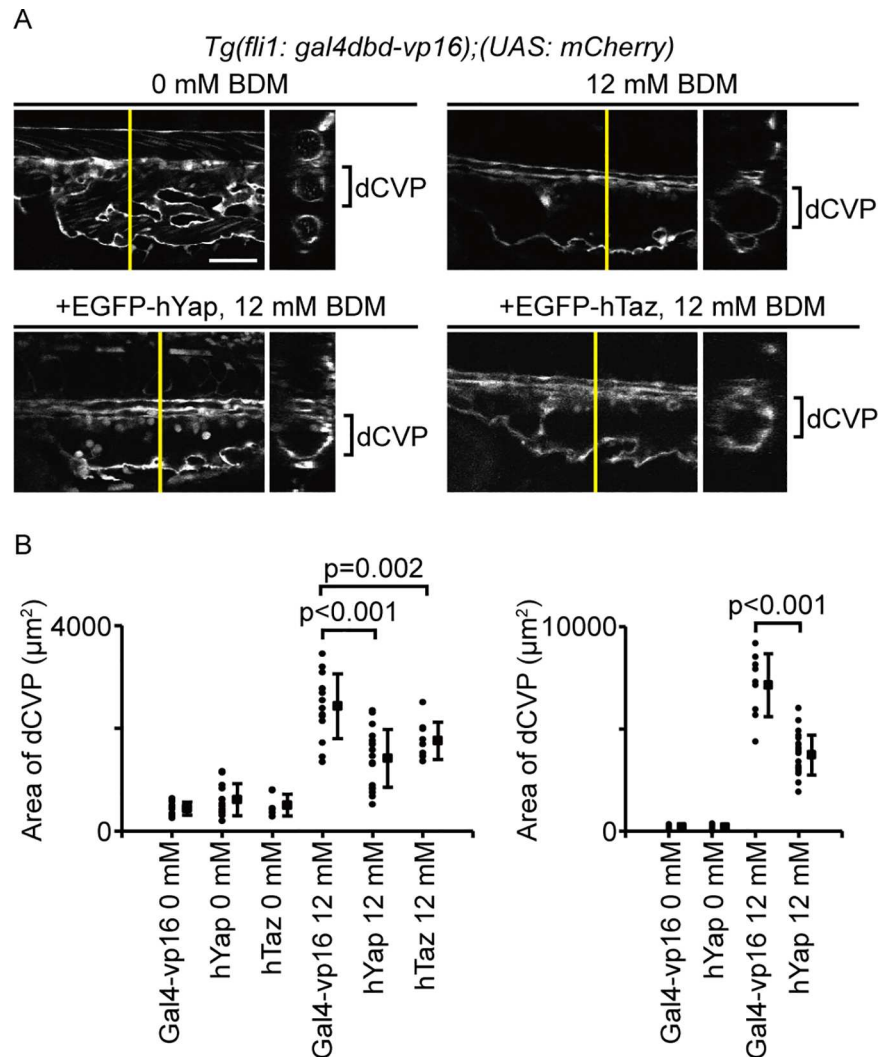 A
Tg(fli1: gal4dbd-vp16);(UAS: mCherry)
0 mM BDM
12 mM BDM
dCVP
dCVP
+EGFP-hYap, 12 mM BDM
+EGFP-hTaz, 12 mM BDM
dCVP
dCVP
B
p=0.002
p<0.001
Area of dCVP (μm²)
4000
0
Gal4-vp16 0 mM
hYap 0 mM
hTaz 0 mM
Gal4-vp16 12 mM
hYap 12 mM
hTaz 12 mM
p<0.001
Area of dCVP (μm²)
10000
0
Gal4-vp16 0 mM
hYap 0 mM
Gal4-vp16 12 mM
hYap 12 mM